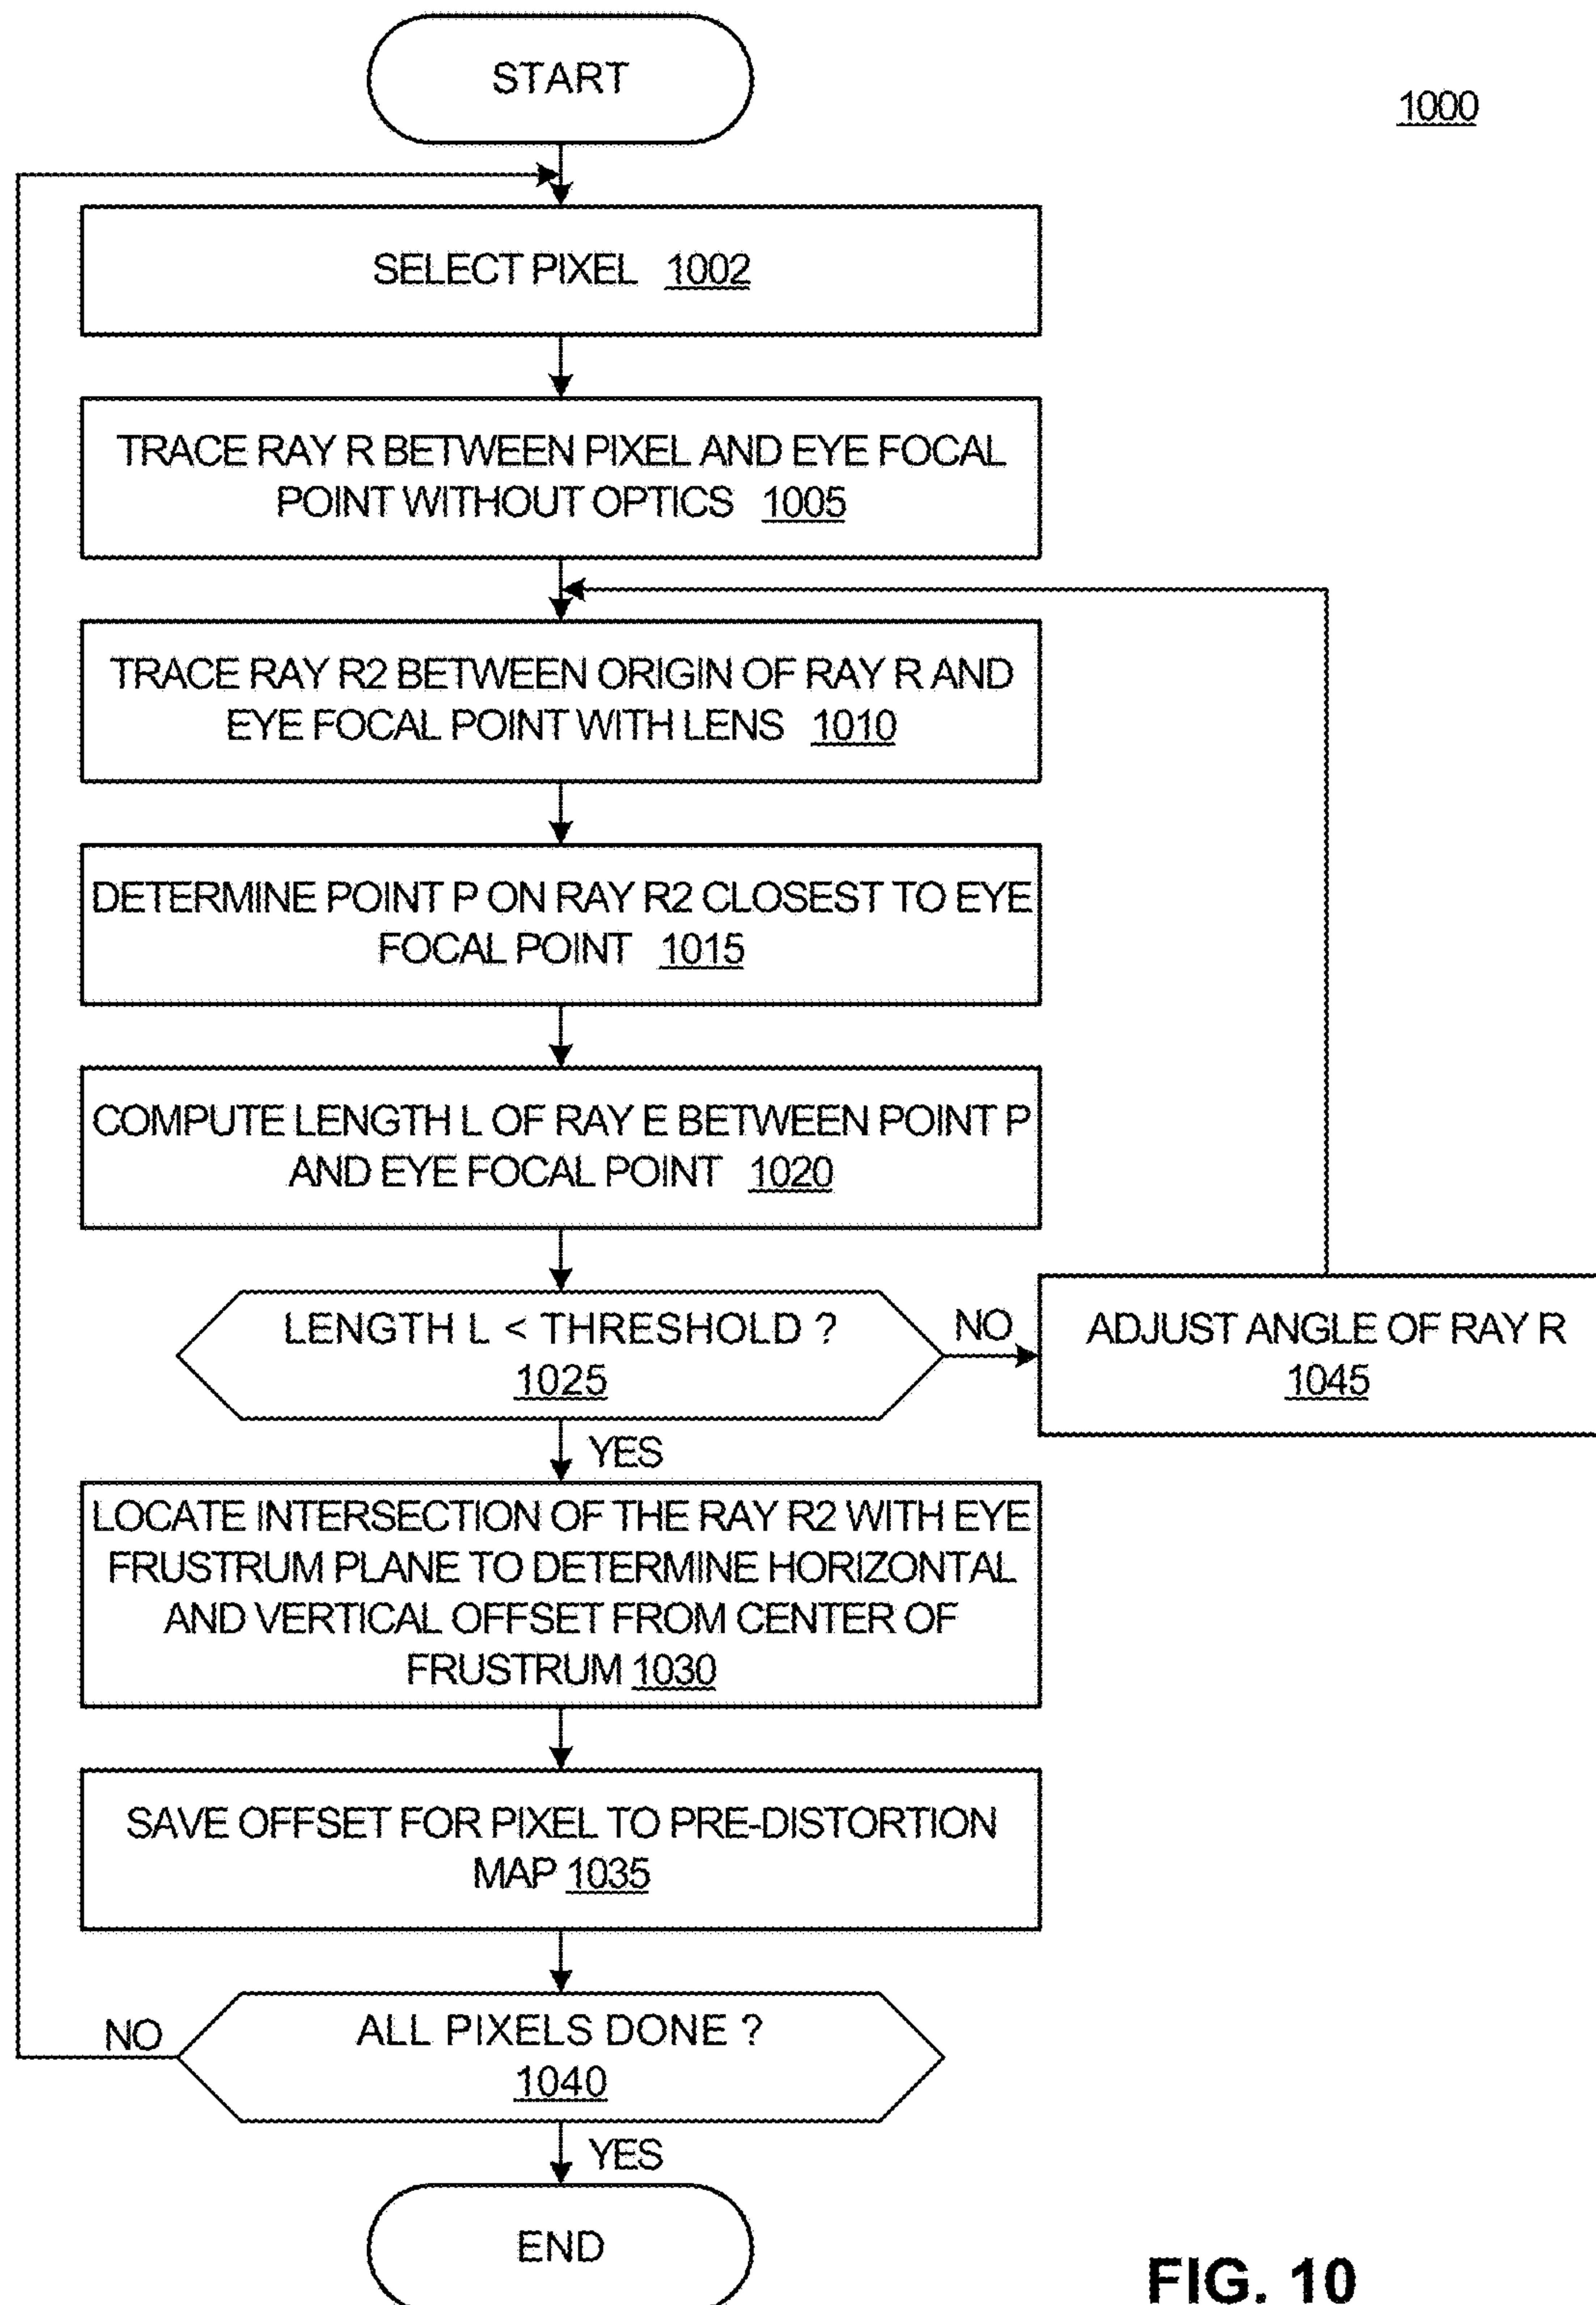 START
1000
SELECT PIXEL 1002
TRACE RAY R BETWEEN PIXEL AND EYE FOCAL
POINT WITHOUT OPTICS 1005
TRACE RAY R2 BETWEEN ORIGIN OF RAY R AND
EYE FOCAL POINT WITH LENS 1010
DETERMINE POINT P ON RAY R2 CLOSEST TO EYE
FOCAL POINT 1015
COMPUTE LENGTH L OF RAY E BETWEEN POINT P
AND EYE FOCAL POINT 1020
LENGTH L < THRESHOLD ?
1025
NO
ADJUST ANGLE OF RAY R
1045
YES
LOCATE INTERSECTION OF THE RAY R2 WITH EYE
FRUSTRUM PLANE TO DETERMINE HORIZONTAL
AND VERTICAL OFFSET FROM CENTER OF
FRUSTRUM 1030
SAVE OFFSET FOR PIXEL TO PRE-DISTORTION
MAP 1035
NO
ALL PIXELS DONE ?
1040
YES
END
FIG. 10